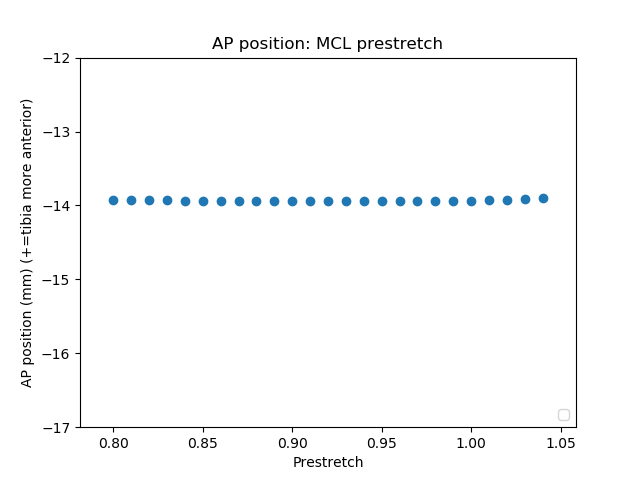 AP position: MCL prestretch
AP position (mm) (+=tibia more anterior)
−12
−13
−14
−15
−16
−17
0.80 0.85 0.90 0.95 1.00 1.05
Prestretch